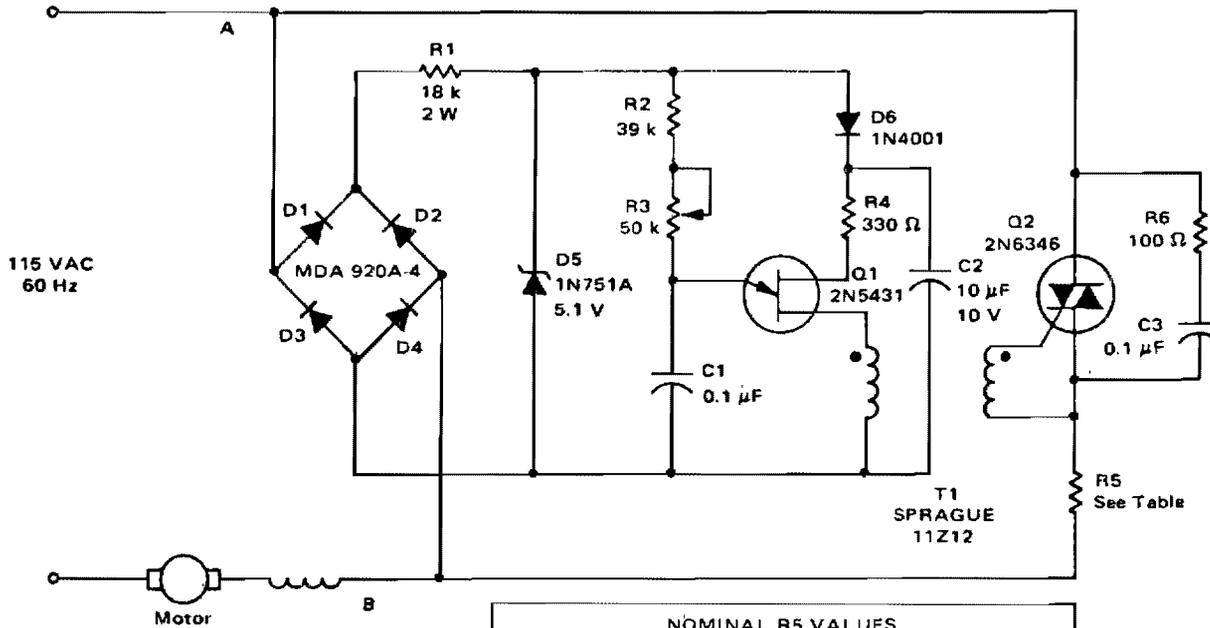 A
R1
18 k
2 W
R2
39 k
D6
1N4001
D1
D2
R3
50 k
R4
330 Ω
Q2
2N6346
R6
100 Ω
115 VAC
60 Hz
MDA 920A-4
D5
1N751A
5.1 V
Q1
2N5431
C2
10 μF
10 V
D3
D4
C3
0.1 μF
C1
0.1 μF
T1
SPRAGUE
11Z12
R5
See Table
B
Motor
NOMINAL R5 VALUES